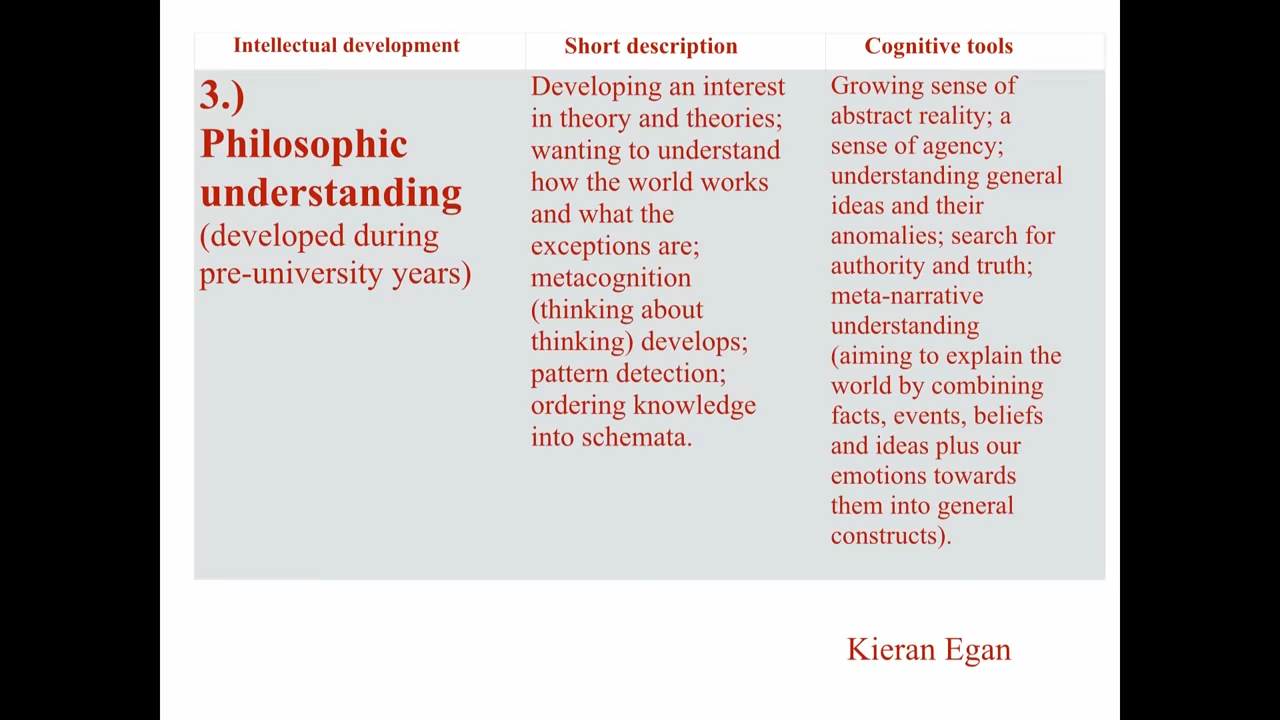 Intellectual development
Short description
Cognitive tools
3.)
Philosophic
understanding
(developed during
pre-university years)
Developing an interest
in theory and theories;
wanting to understand
how the world works
and what the
exceptions are;
metacognition
(thinking about
thinking) develops;
pattern detection;
ordering knowledge
into schemata.
Growing sense of
abstract reality; a
sense of agency;
understanding general
ideas and their
anomalies; search for
authority and truth;
meta-narrative
understanding
(aiming to explain the
world by combining
facts, events, beliefs
and ideas plus our
emotions towards
them into general
constructs).
Kieran Egan